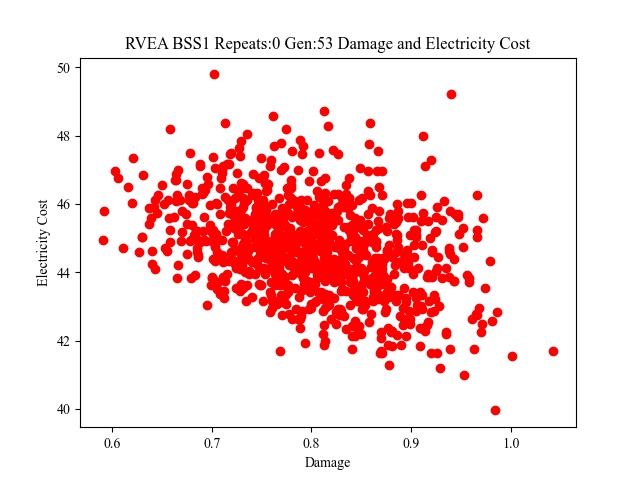 RVEA BSS1 Repeats:0 Gen:53 Damage and Electricity Cost
50
48
46
44
42
40
Electricity Cost
0.6 0.7 0.8 0.9 1.0
Damage